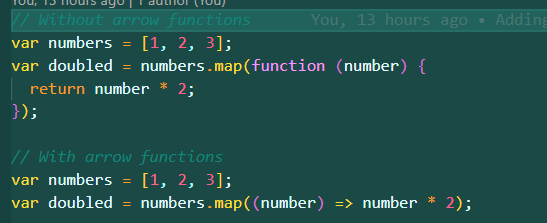 You, 13 hours ago | 1 author (You)
// Without arrow functions You, 13 hours ago • Adding
var numbers = [1, 2, 3];
var doubled = numbers.map(function (number) {
  return number * 2;
});

// With arrow functions
var numbers = [1, 2, 3];
var doubled = numbers.map((number) => number * 2);